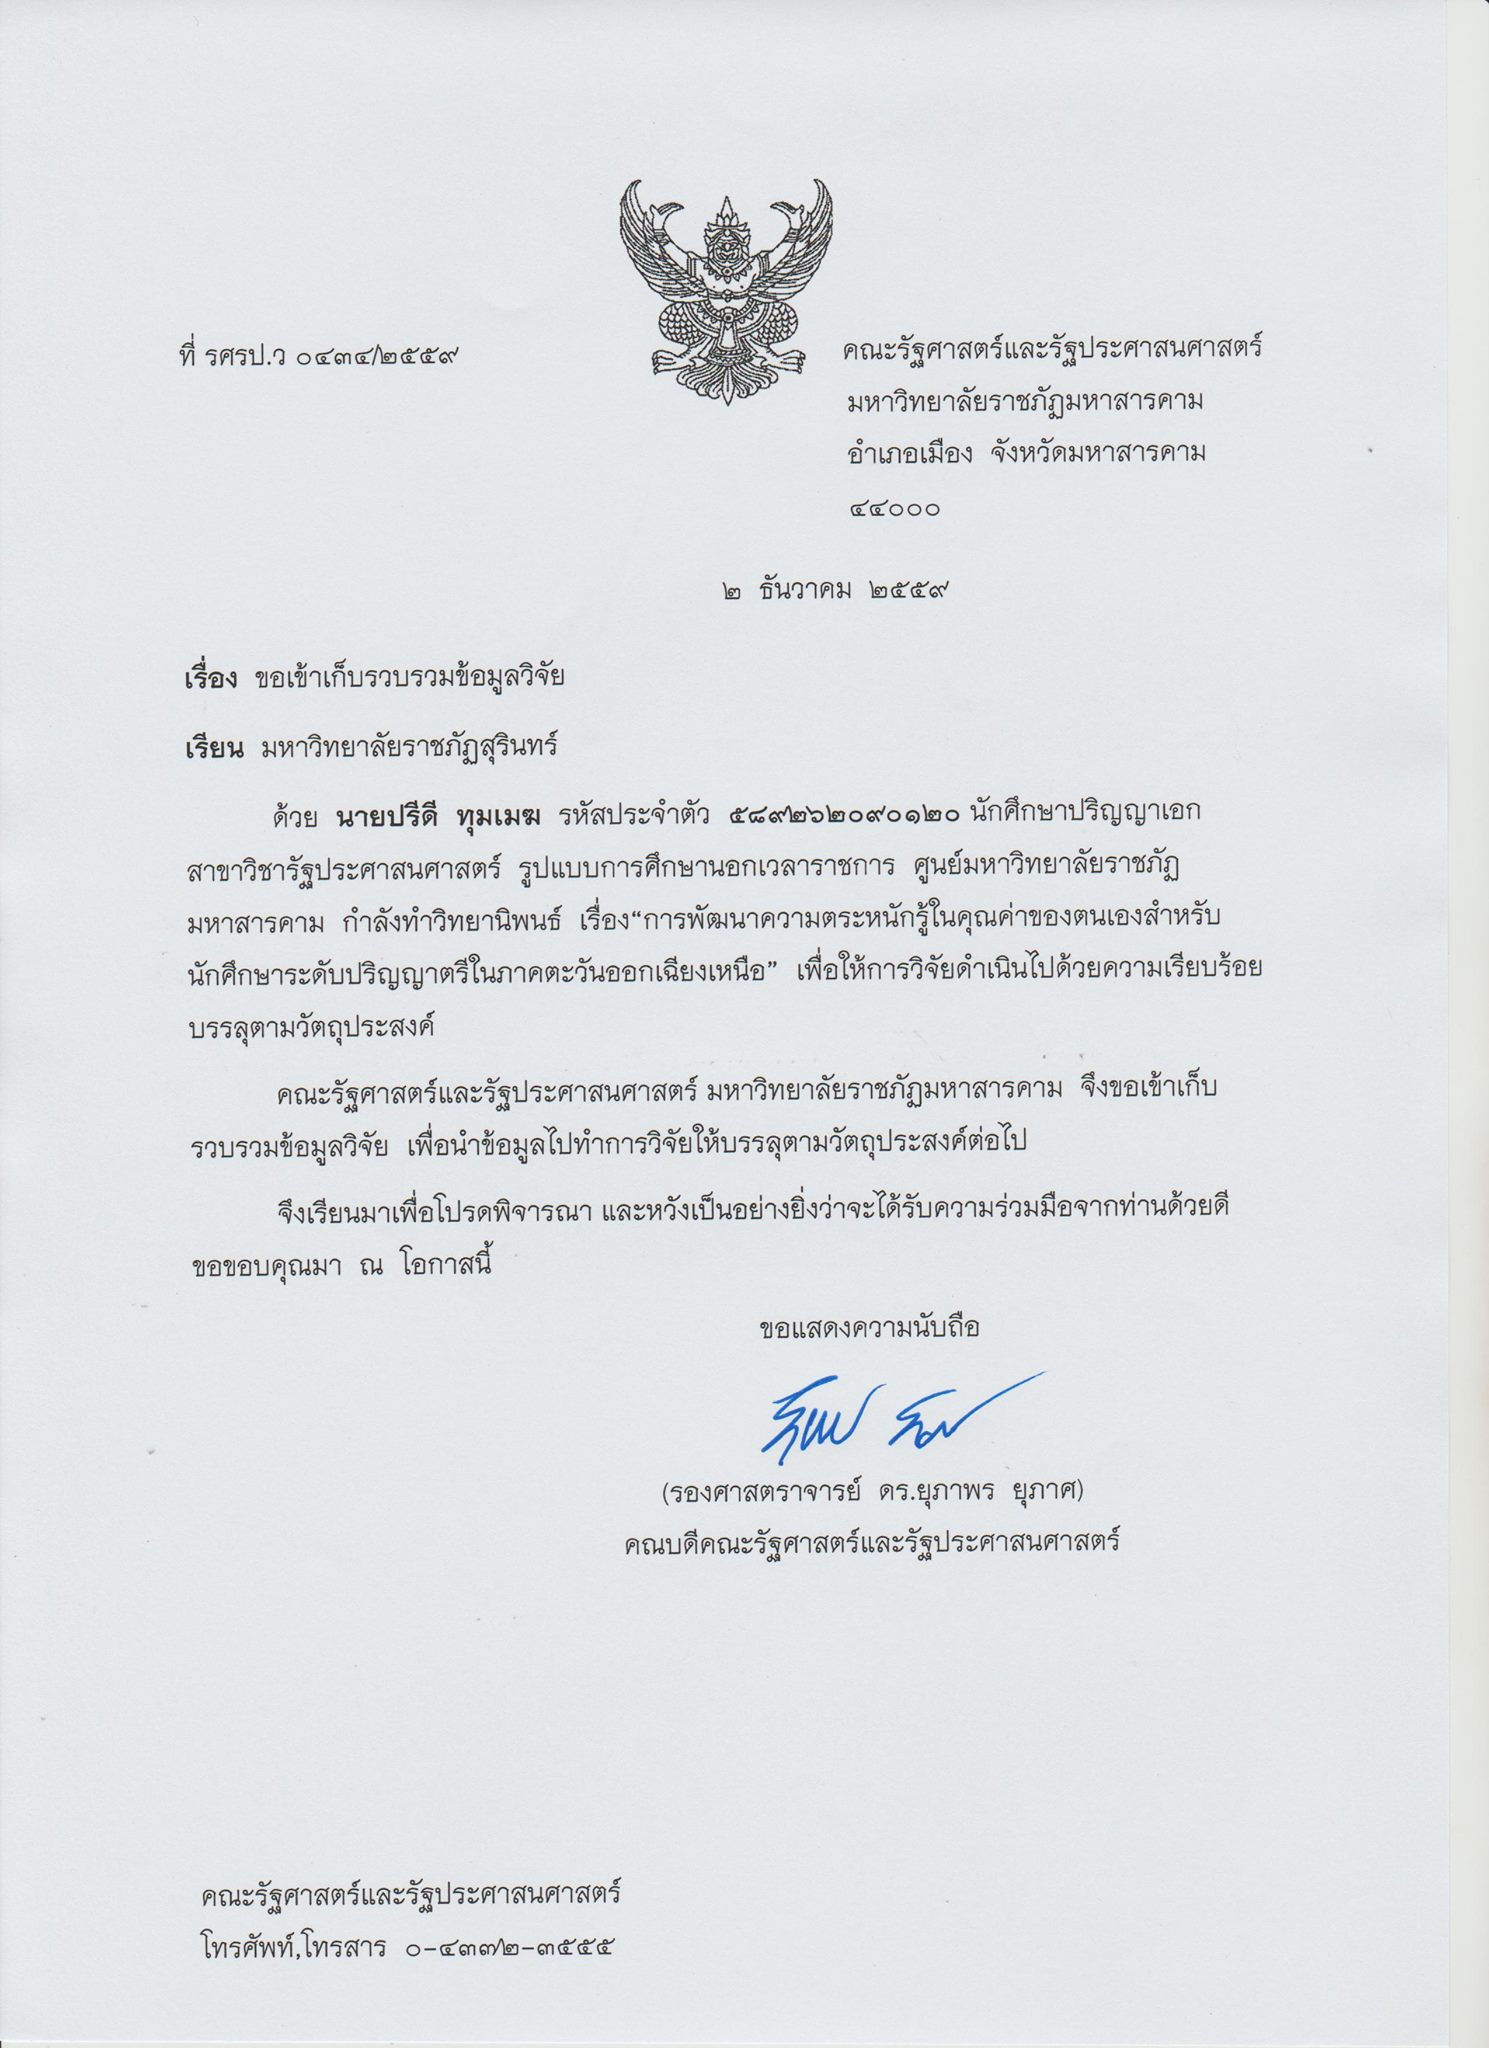 ที่ รศรป.ว ๐๔๓๔/๒๕๕๙
คณะรัฐศาสตร์และรัฐประศาสนศาสตร์
มหาวิทยาลัยราชภัฏมหาสารคาม
อำเภอเมือง จังหวัดมหาสารคาม
๔๔๐๐๐
๒ ธันวาคม ๒๕๕๙
เรื่อง ขอเข้าเก็บรวบรวมข้อมูลวิจัย
เรียน มหาวิทยาลัยราชภัฏสุรินทร์
ด้วย นายปรีดี ทุมเมฆ รหัสประจำตัว ๕๘๙๒๖๒๐๙๐๑๒๐ นักศึกษาปริญญาเอก
สาขาวิชารัฐประศาสนศาสตร์ รูปแบบการศึกษานอกเวลาราชการ ศูนย์มหาวิทยาลัยราชภัฏ
มหาสารคาม กำลังทำวิทยานิพนธ์ เรื่อง“การพัฒนาความตระหนักรู้ในคุณค่าของตนเองสำหรับ
นักศึกษาระดับปริญญาตรีในภาคตะวันออกเฉียงเหนือ” เพื่อให้การวิจัยดำเนินไปด้วยความเรียบร้อย
บรรลุตามวัตถุประสงค์
คณะรัฐศาสตร์และรัฐประศาสนศาสตร์ มหาวิทยาลัยราชภัฏมหาสารคาม จึงขอเข้าเก็บ
รวบรวมข้อมูลวิจัย เพื่อนำข้อมูลไปทำการวิจัยให้บรรลุตามวัตถุประสงค์ต่อไป
จึงเรียนมาเพื่อโปรดพิจารณา และหวังเป็นอย่างยิ่งว่าจะได้รับความร่วมมือจากท่านด้วยดี
ขอขอบคุณมา ณ โอกาสนี้
ขอแสดงความนับถือ
(รองศาสตราจารย์ ดร.ยุภาพร ยุภาศ)
คณบดีคณะรัฐศาสตร์และรัฐประศาสนศาสตร์
คณะรัฐศาสตร์และรัฐประศาสนศาสตร์
โทรศัพท์,โทรสาร ๐-๔๓๗๒-๓๕๕๕